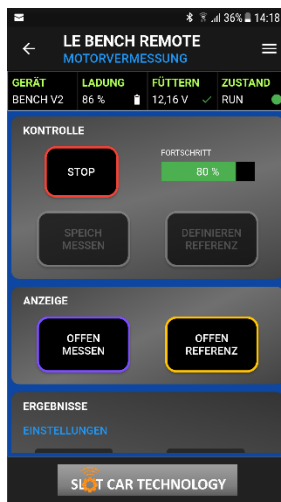 36% 14:18
LE BENCH REMOTE
MOTORVERMESSUNG
GERÄT LADUNG FÜTTERN ZUSTAND
BENCH V2 86 % 12,16 V RUN
KONTROLLE
FORTSCHRITT
STOP 80 %
SPEICH MESSEN
DEFINIEREN REFERENZ
ANZEIGE
OFFEN MESSEN
OFFEN REFERENZ
ERGEBNISSE
EINSTELLUNGEN
SLOT CAR TECHNOLOGY